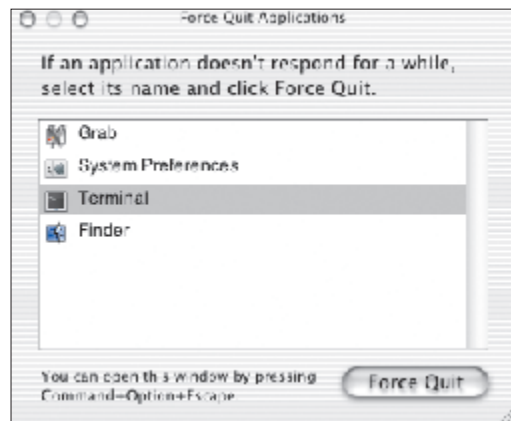 Force Quit Applications
If an application doesn't respond for a while,
select its name and click Force Quit.
Grab
System Preferences
Terminal
Finder
You can open this window by pressing
Command+Option+Escape
Force Quit